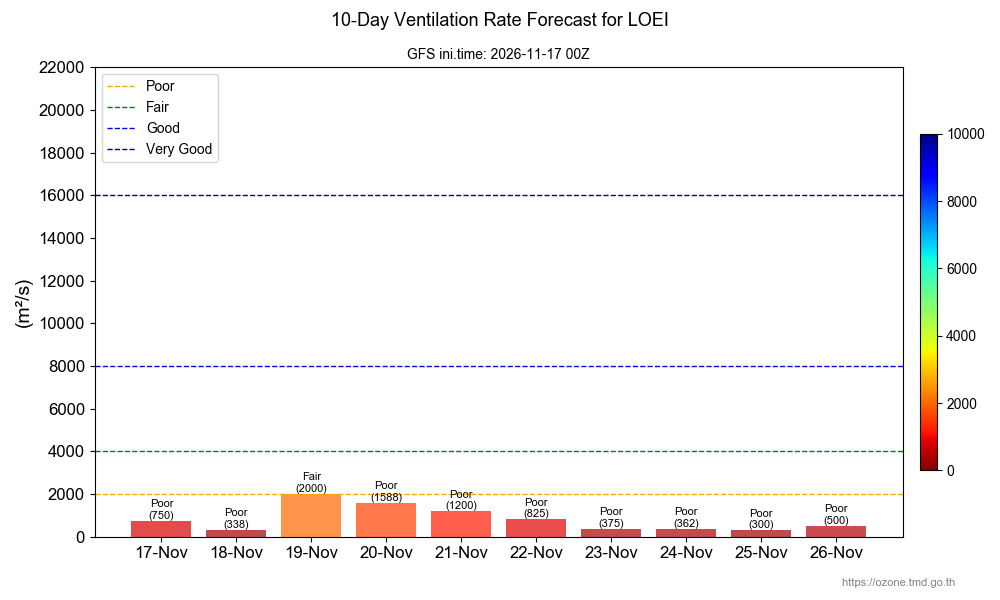 10-Day Ventilation Rate Forecast for LOEI
GFS ini.time: 2026-11-17 00Z
(m²/s)
22000
20000
18000
16000
14000
12000
10000
8000
6000
4000
2000
0
Poor
Fair
Good
Very Good
Poor
(750)
Poor
(338)
Fair
(2000)
Poor
(1588)
Poor
(1200)
Poor
(825)
Poor
(375)
Poor
(362)
Poor
(300)
Poor
(500)
17-Nov 18-Nov 19-Nov 20-Nov 21-Nov 22-Nov 23-Nov 24-Nov 25-Nov 26-Nov
10000
8000
6000
4000
2000
0
https://ozone.tmd.go.th